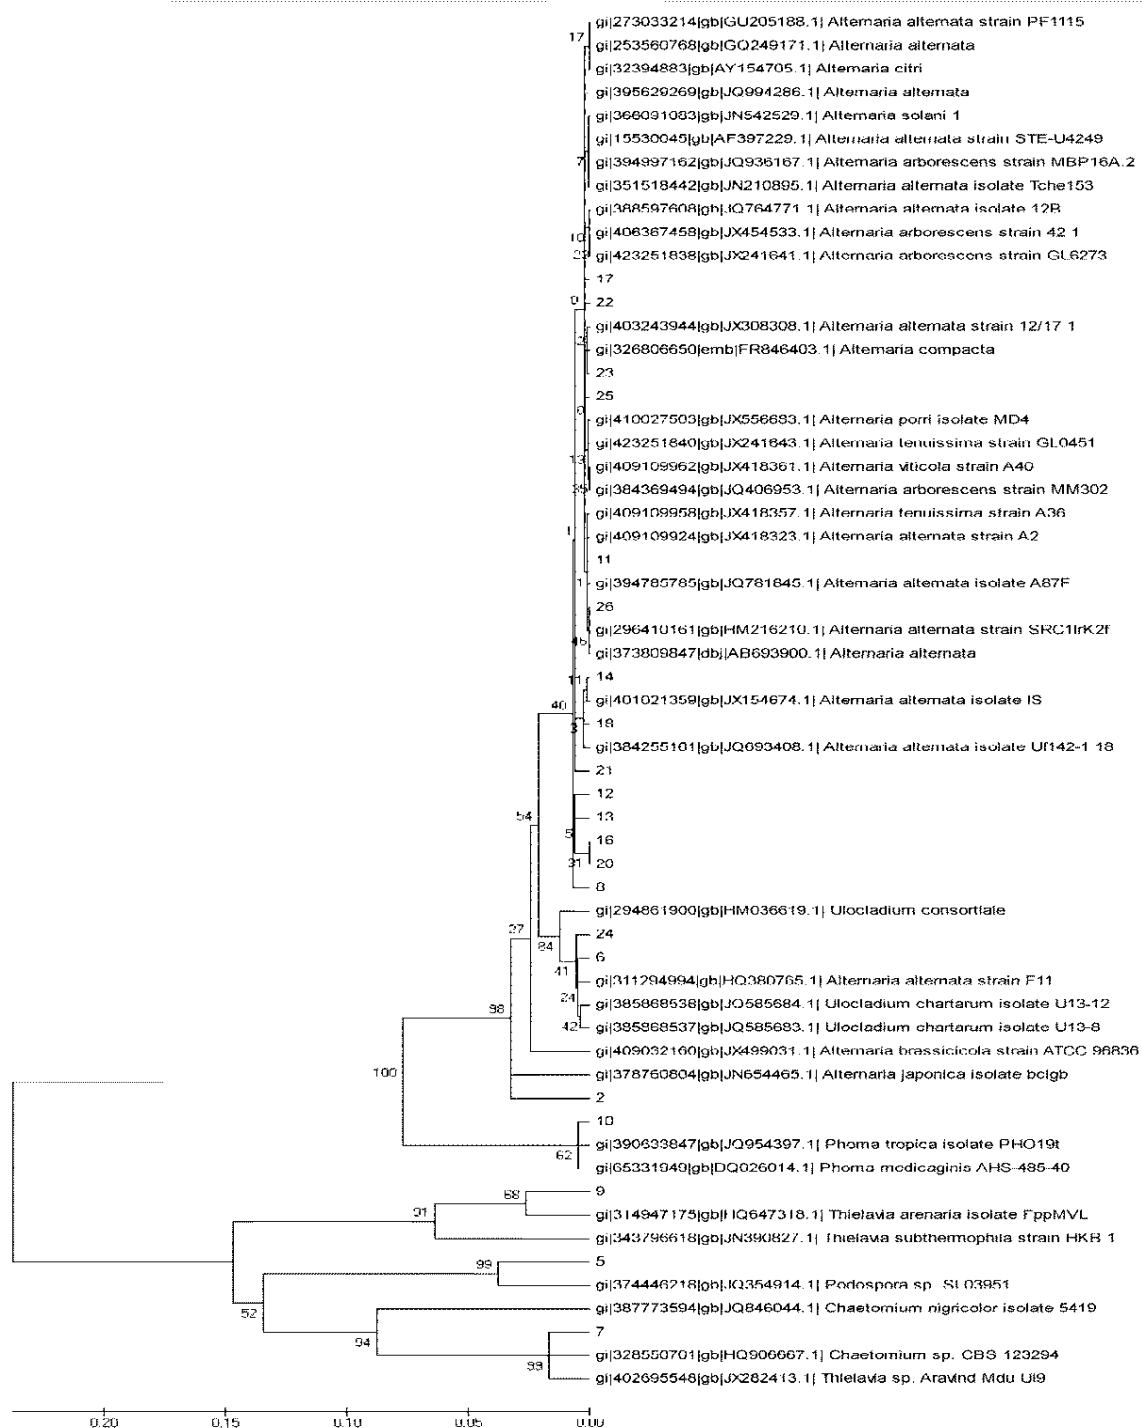 gi|273033214|gb|GU205188.1| Alternaria alternata strain PF1115
17
gi|253560768|gb|GQ249171.1| Alternaria alternata
gi|32394883|gb|AY154705.1| Alternaria citri
gi|395629269|gb|JQ994286.1| Alternaria alternata
gi|366091083|gb|JN542529.1| Alternaria solani 1
gi|15530045|gb|AF397229.1| Alternaria alternata strain STE-U4249
7 gi|394997162|gb|JQ936167.1| Alternaria arborescens strain MBP16A.2
gi|351518442|gb|JN210895.1| Alternaria alternata isolate Tche153
gi|388597608|gb|JQ764771.1| Alternaria alternata isolate 12B
10 gi|406367458|gb|JX454533.1| Alternaria arborescens strain 42 1
gi|423251838|gb|JX241641.1| Alternaria arborescens strain GL6273
17
22
gi|403243944|gb|JX308308.1| Alternaria alternata strain 12/17 1
gi|326806650|emb|FR846403.1| Alternaria compacta
23
25
gi|410027503|gb|JX556683.1| Alternaria porri isolate MD4
gi|423251840|gb|JX241643.1| Alternaria tenuissima strain GL0451
13 gi|409109962|gb|JX418361.1| Alternaria viticola strain A40
gi|384369494|gb|JQ406953.1| Alternaria arborescens strain MM302
gi|409109958|gb|JX418357.1| Alternaria tenuissima strain A36
1 gi|409109924|gb|JX418323.1| Alternaria alternata strain A2
11
1 gi|394785785|gb|JQ781845.1| Alternaria alternata isolate A87F
26
gi|296410161|gb|HM216210.1| Alternaria alternata strain SRC1lrK2f
gi|373809847|dbj|AB693900.1| Alternaria alternata
11 14
gi|401021359|gb|JX154674.1| Alternaria alternata isolate IS
40
3 18
gi|384255161|gb|JQ693408.1| Alternaria alternata isolate Uf142-1 18
21
12
54 13
5 16
31 20
8
gi|294861900|gb|HM036619.1| Ulocladium consortiale
24
84
6
41
gi|311294994|gb|HQ380765.1| Alternaria alternata strain F11
24 gi|385868538|gb|JQ585684.1| Ulocladium chartarum isolate U13-12
42 gi|385868537|gb|JQ585683.1| Ulocladium chartarum isolate U13-8
gi|409032160|gb|JX499031.1| Alternaria brassicicola strain ATCC 96836
100 gi|378760804|gb|JN654465.1| Alternaria japonica isolate bclgb
2
10
gi|390633847|gb|JQ954397.1| Phoma tropica isolate PHO19t
62
gi|65331949|gb|DQ026014.1| Phoma medicaginis AHS-485-40
9
68
91 gi|314947175|gb|HQ647318.1| Thielavia arenaria isolate FppMVL
gi|343796618|gb|JN390827.1| Thielavia subthermophila strain HKB 1
99 5
gi|374446218|gb|JQ354914.1| Podospora sp. SL03951
52 gi|387773594|gb|JQ846044.1| Chaetomium nigricolor isolate 5419
7
94
gi|328550701|gb|HQ906667.1| Chaetomium sp. CBS 123294
99
gi|402695548|gb|JX282413.1| Thielavia sp. Aravind Mdu UI9
0.20 0.15 0.10 0.05 0.00